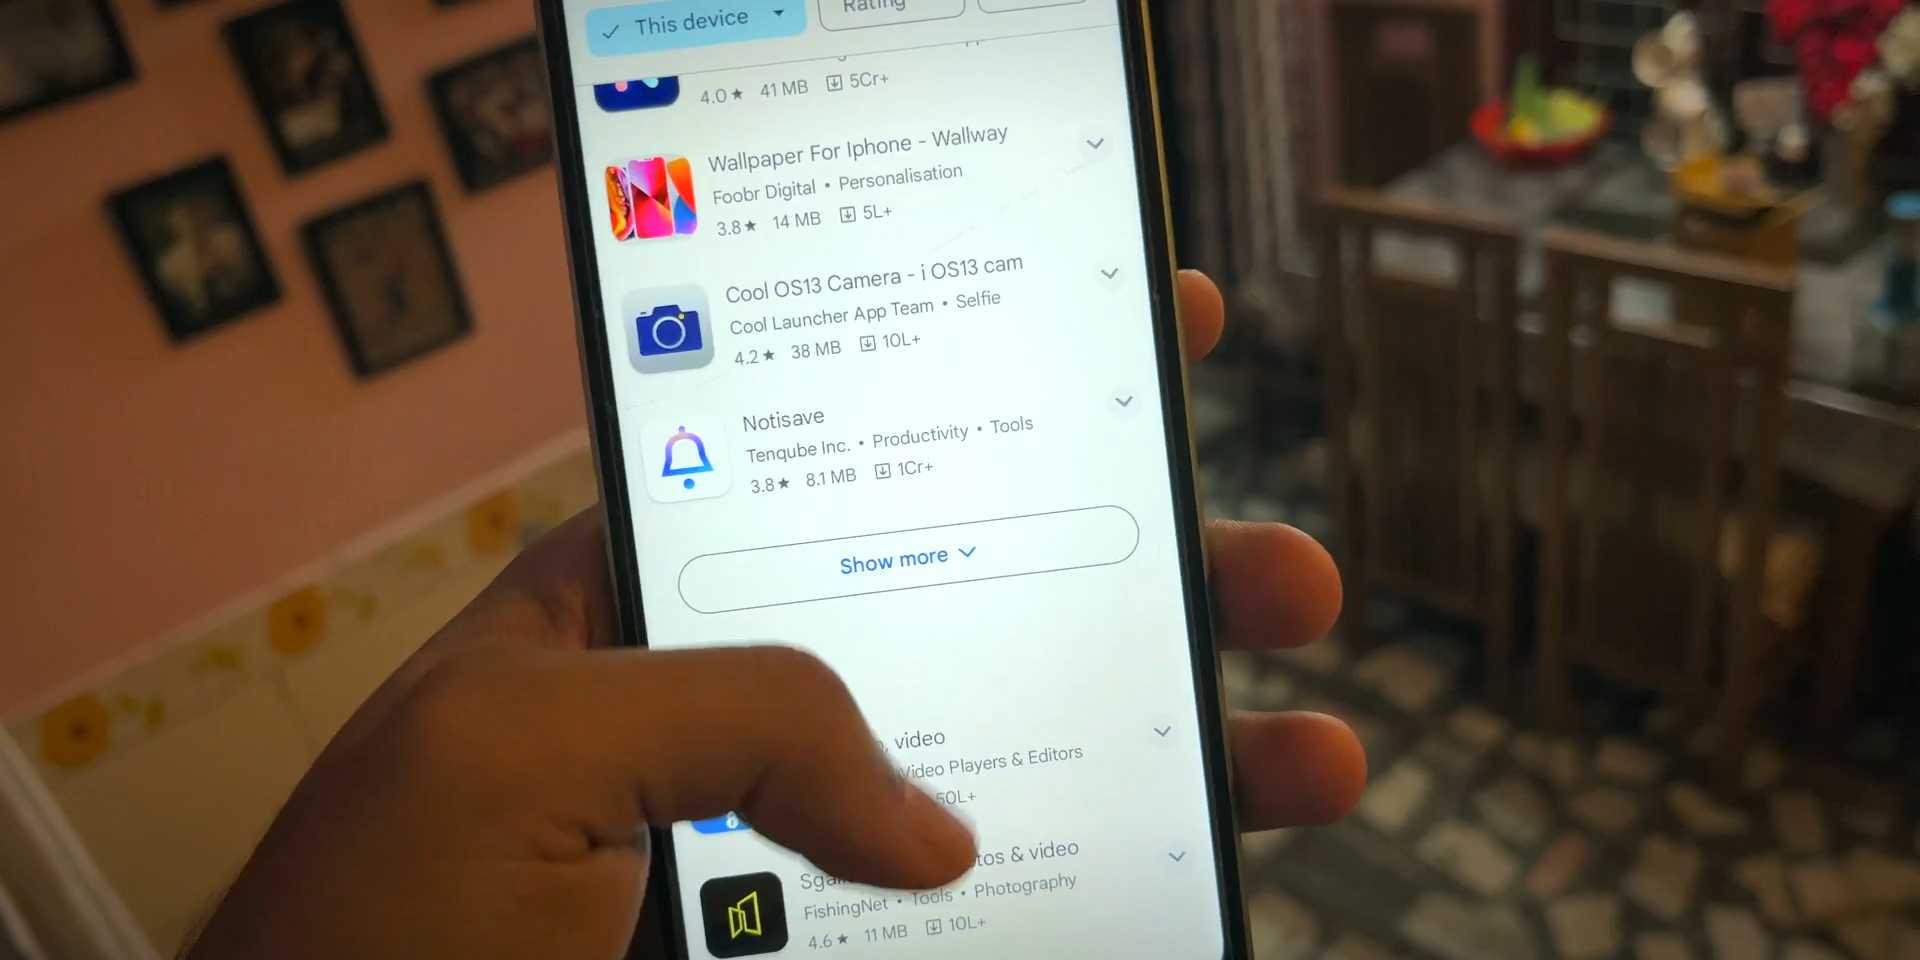 This device
Rating
4.0★ 41 MB 5Cr+
Wallpaper For Iphone - Wallway
Foobr Digital • Personalisation
3.8★ 14 MB 5L+
Cool OS13 Camera - i OS13 cam
Cool Launcher App Team • Selfie
4.2★ 38 MB 10L+
Notisave
Tenqube Inc. • Productivity • Tools
3.8★ 8.1 MB 1Cr+
Show more
video
Video Players & Editors
50L+
& video
FishingNet • Tools • Photography
4.6★ 11 MB 10L+